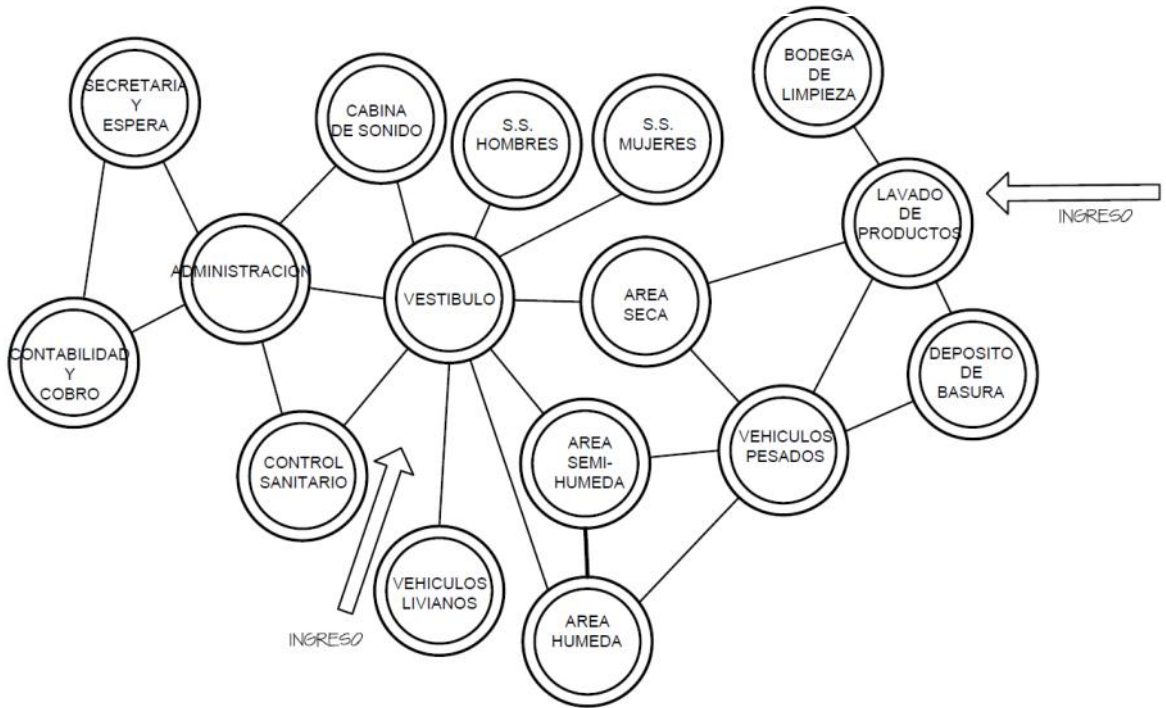 SECRETARIA
Y
ESPERA
CABINA
DE SONIDO
S.S.
HOMBRES
S.S.
MUJERES
BODEGA
DE
LIMPIEZA
LAVADO
DE
PRODUCTOS
INGRESO
ADMINISTRACION
VESTIBULO
AREA
SECA
CONTABILIDAD
Y
COBRO
DEPOSITO
DE
BASURA
CONTROL
SANITARIO
AREA
SEMI-
HUMEDA
VEHICULOS
PESADOS
VEHICULOS
LIVIANOS
INGRESO
AREA
HUMEDA